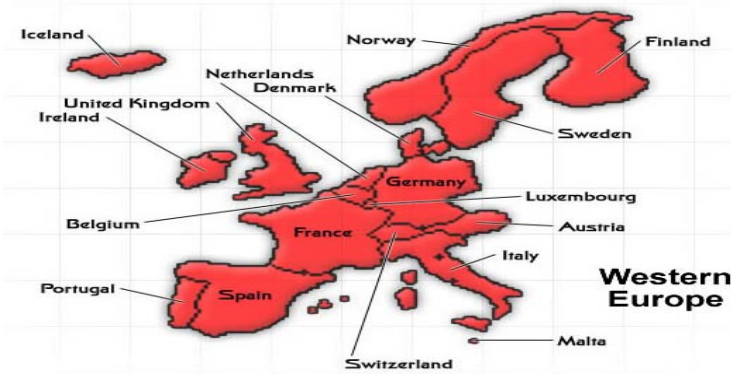 Iceland
Norway
Finland
Netherlands
Denmark
United Kingdom
Ireland
Sweden
Germany
Luxembourg
Belgium
Austria
France
Italy
Western
Europe
Portugal
Spain
Malta
Switzerland